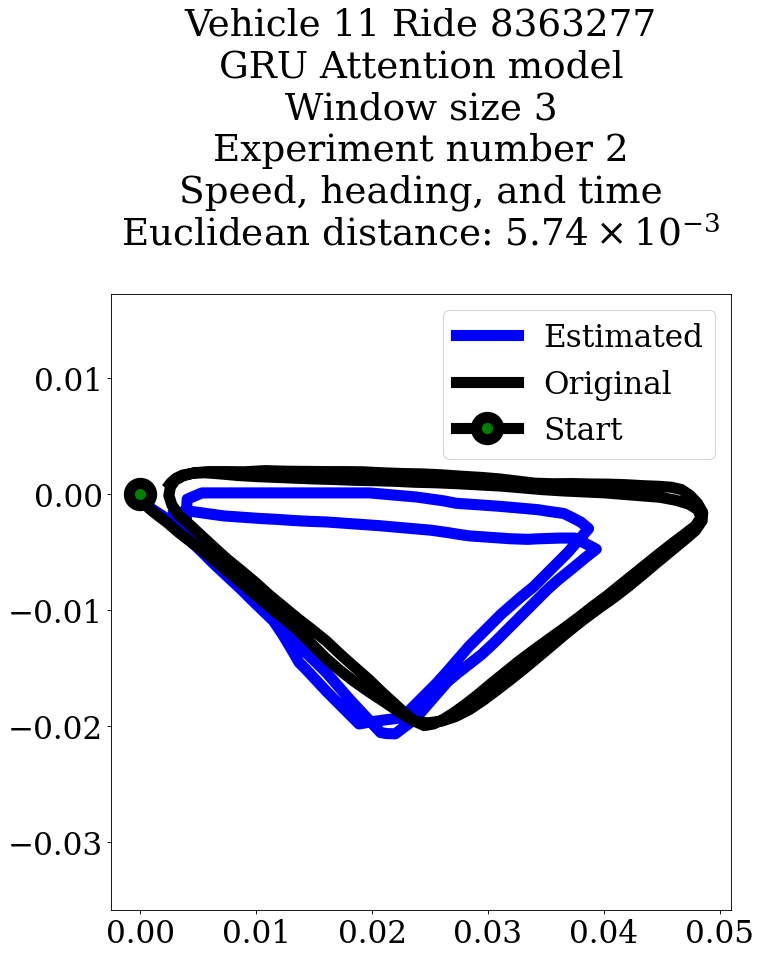 Vehicle 11 Ride 8363277
GRU Attention model
Window size 3
Experiment number 2
Speed, heading, and time
Euclidean distance: 5.74 × 10⁻³
Estimated
Original
Start
0.01
0.00
−0.01
−0.02
−0.03
0.00 0.01 0.02 0.03 0.04 0.05